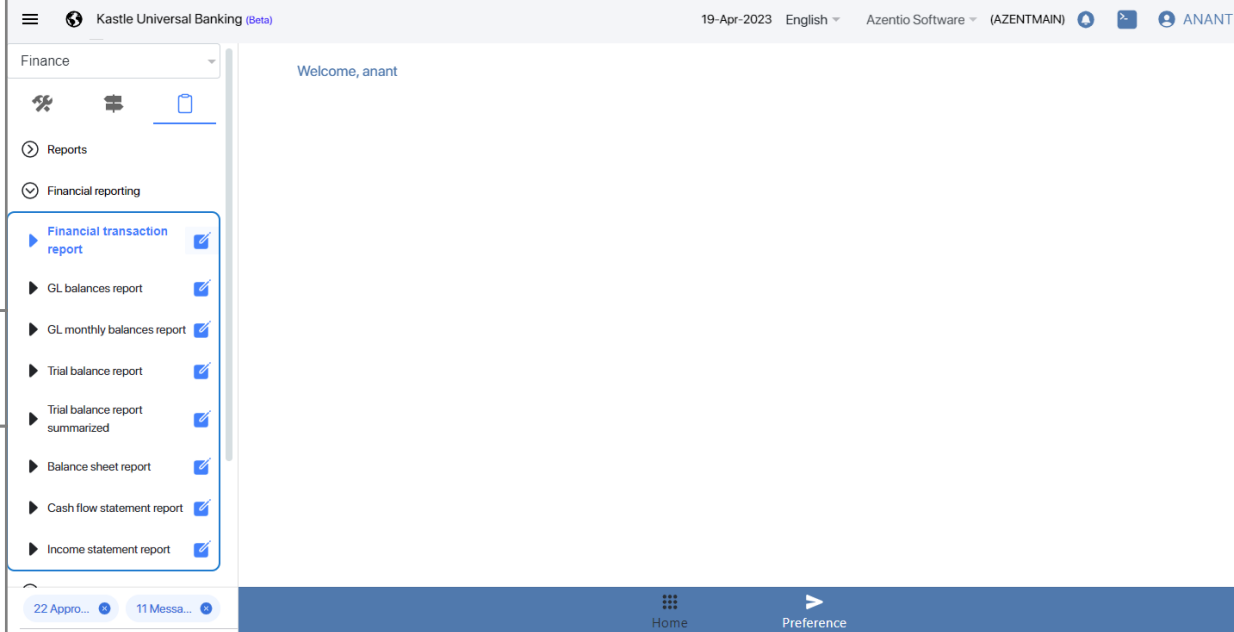 Kastle Universal Banking (Beta)
19-Apr-2023 English Azentio Software (AZENTMAIN) ANANT
Finance
Welcome, anant
Reports
Financial reporting
Financial transaction
report
GL balances report
GL monthly balances report
Trial balance report
Trial balance report
summarized
Balance sheet report
Cash flow statement report
Income statement report
22 Appro... 11 Messa...
Home Preference